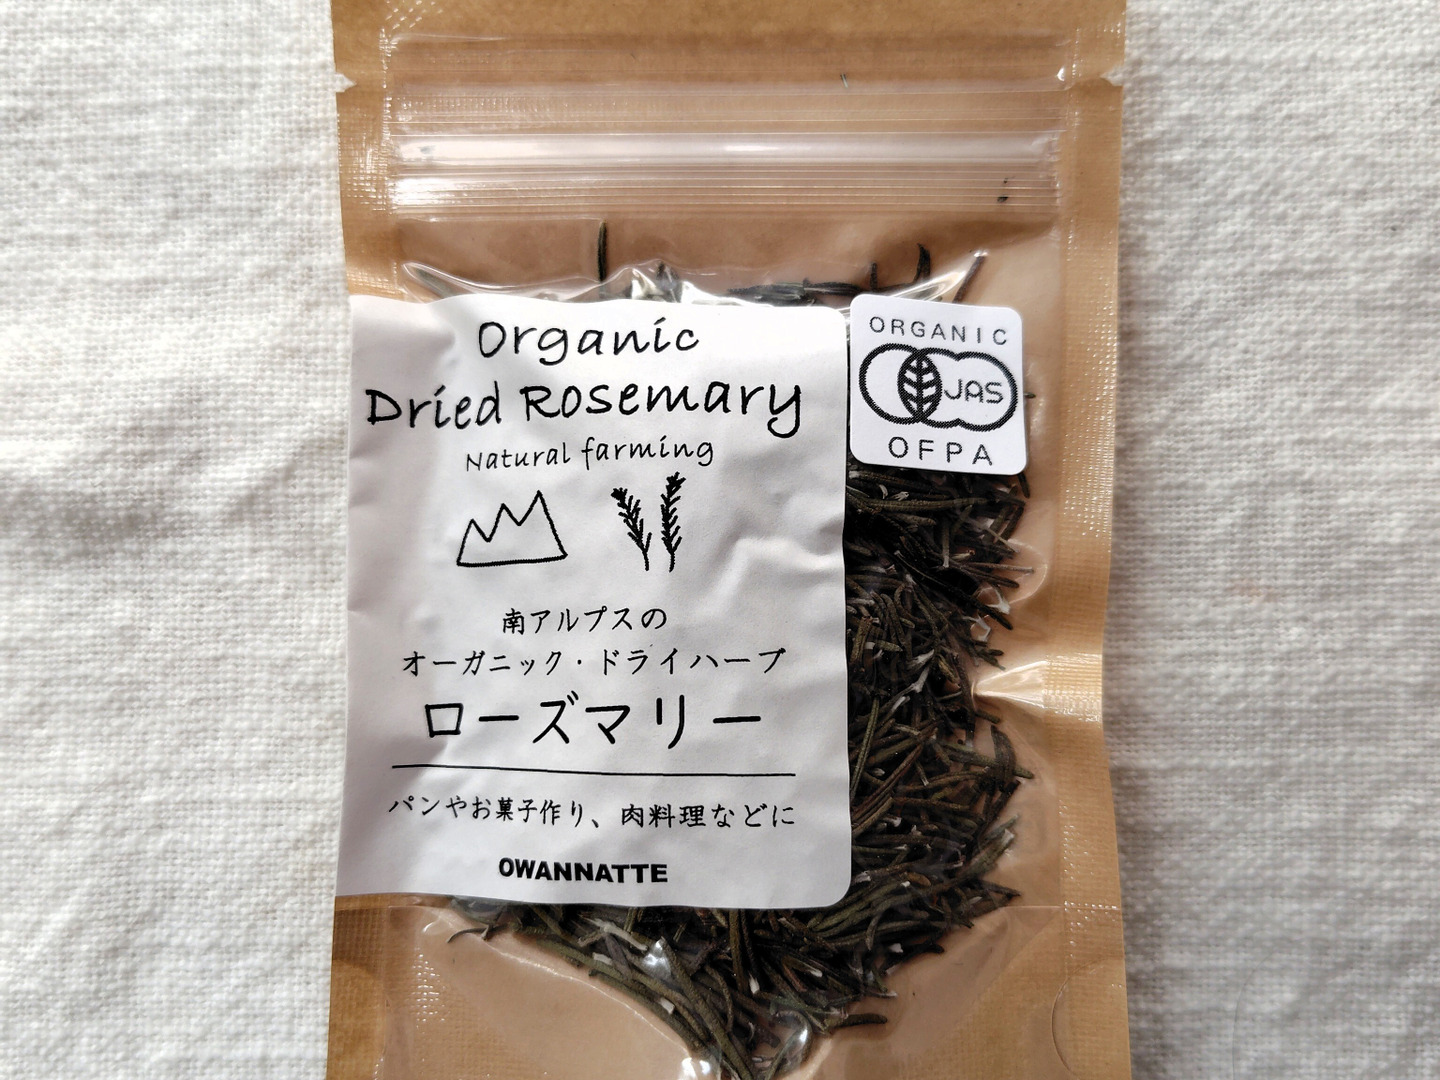 Organic
Dried Rosemary
Natural farming
南アルプスの
オーガニック・ドライハーブ
ローズマリー
パンやお菓子作り、肉料理などに
OWANNATTE
ORGANIC
JAS
OFPA